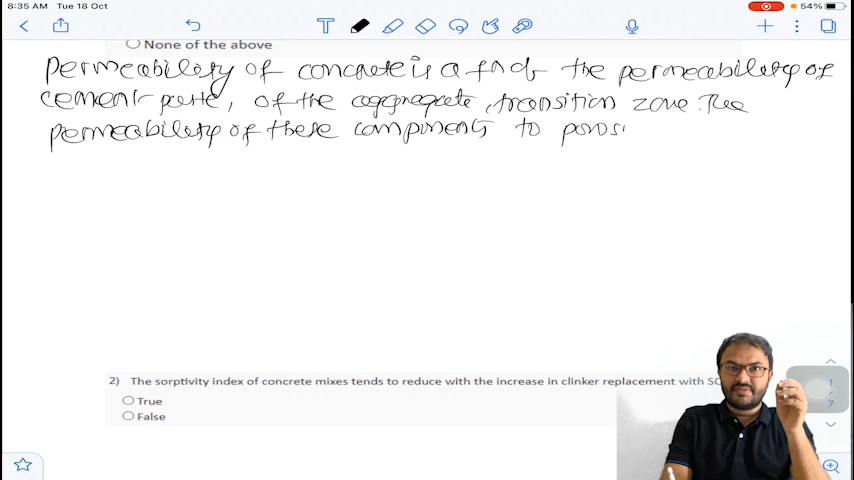 8:35 AM Tue 18 Oct
54%
None of the above
permeability of concrete is a fn of the permeability of
cement paste, of the aggregate, transition zone. The
permeability of these components to poros
2) The sorptivity index of concrete mixes tends to reduce with the increase in clinker replacement with SC
1
True
7
False